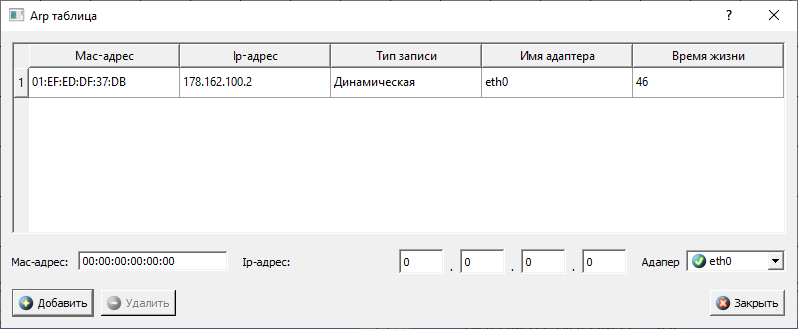 Arp таблица
Mac-адрес Ip-адрес Тип записи Имя адаптера Время жизни
1 01:EF:ED:DF:37:DB 178.162.100.2 Динамическая eth0 46
Mac-адрес: 00:00:00:00:00:00 Ip-адрес: 0 . 0 . 0 . 0 Адапер eth0
Добавить Удалить Закрыть